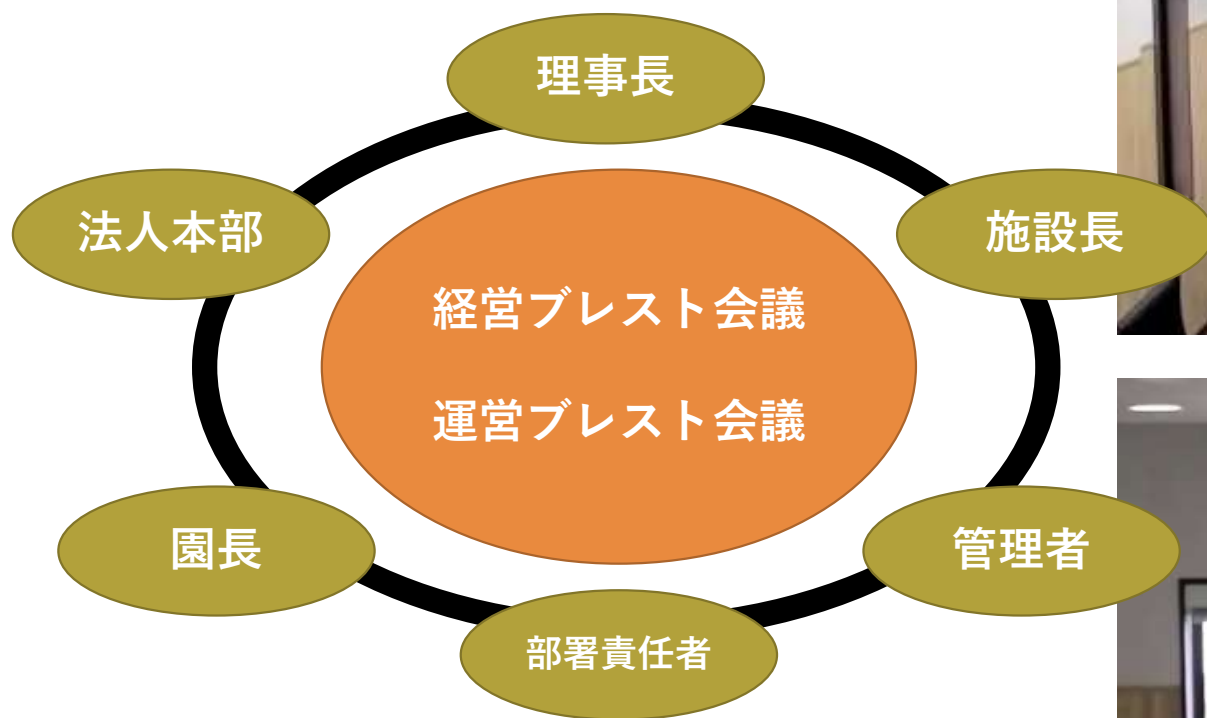 理事長
法人本部
施設長
経営ブレスト会議
運営ブレスト会議
園長
管理者
部署責任者